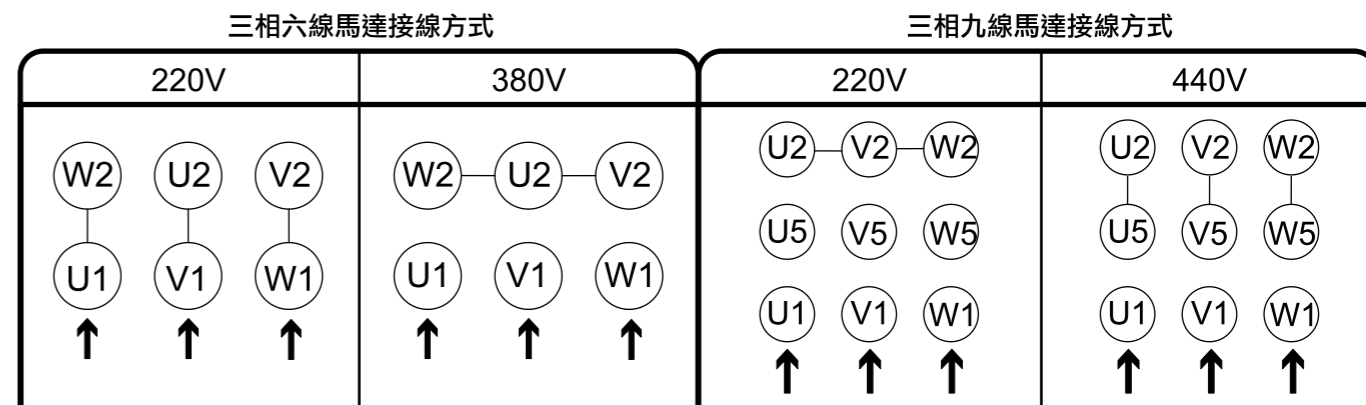 三相六線馬達接線方式 三相九線馬達接線方式
220V 380V 220V 440V
U2 V2 W2 U2 V2 W2
W2 U2 V2 W2 U2 V2
U5 V5 W5 U5 V5 W5
U1 V1 W1 U1 V1 W1
U1 V1 W1 U1 V1 W1